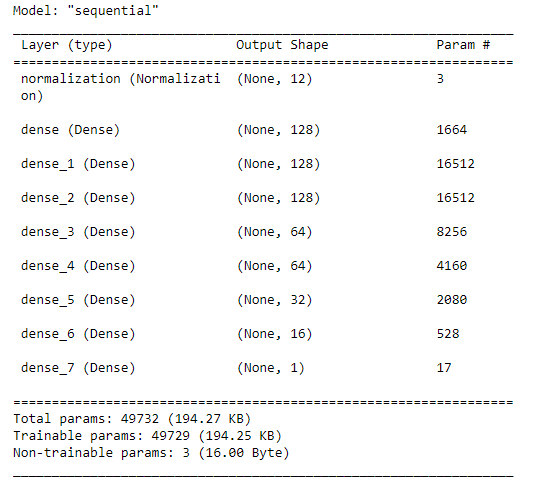 Model: "sequential"
_________________________________________________________________
Layer (type) Output Shape Param #
=================================================================
normalization (Normalizati (None, 12) 3
on)
dense (Dense) (None, 128) 1664
dense_1 (Dense) (None, 128) 16512
dense_2 (Dense) (None, 128) 16512
dense_3 (Dense) (None, 64) 8256
dense_4 (Dense) (None, 64) 4160
dense_5 (Dense) (None, 32) 2080
dense_6 (Dense) (None, 16) 528
dense_7 (Dense) (None, 1) 17
=================================================================
Total params: 49732 (194.27 KB)
Trainable params: 49729 (194.25 KB)
Non-trainable params: 3 (16.00 Byte)
_________________________________________________________________